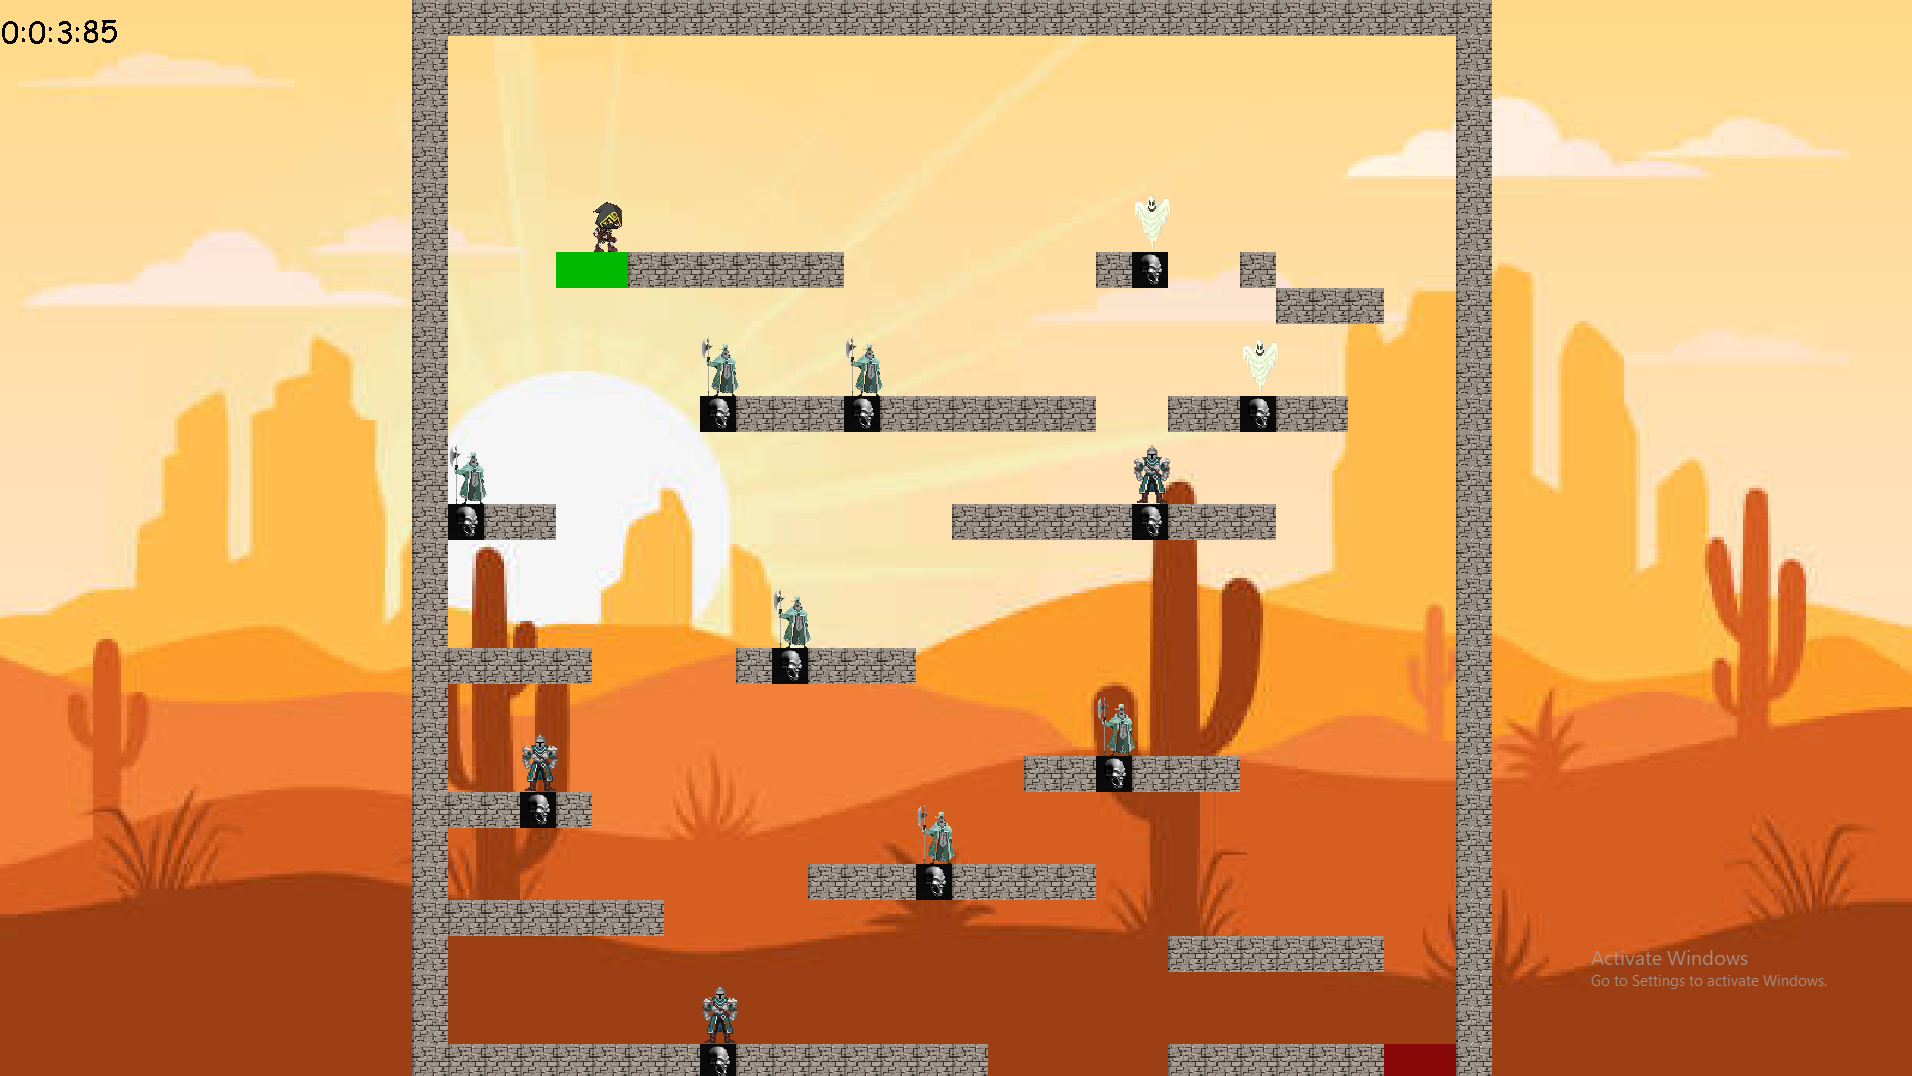 0:0:3:85
Activate Windows
Go to Settings to activate Windows.